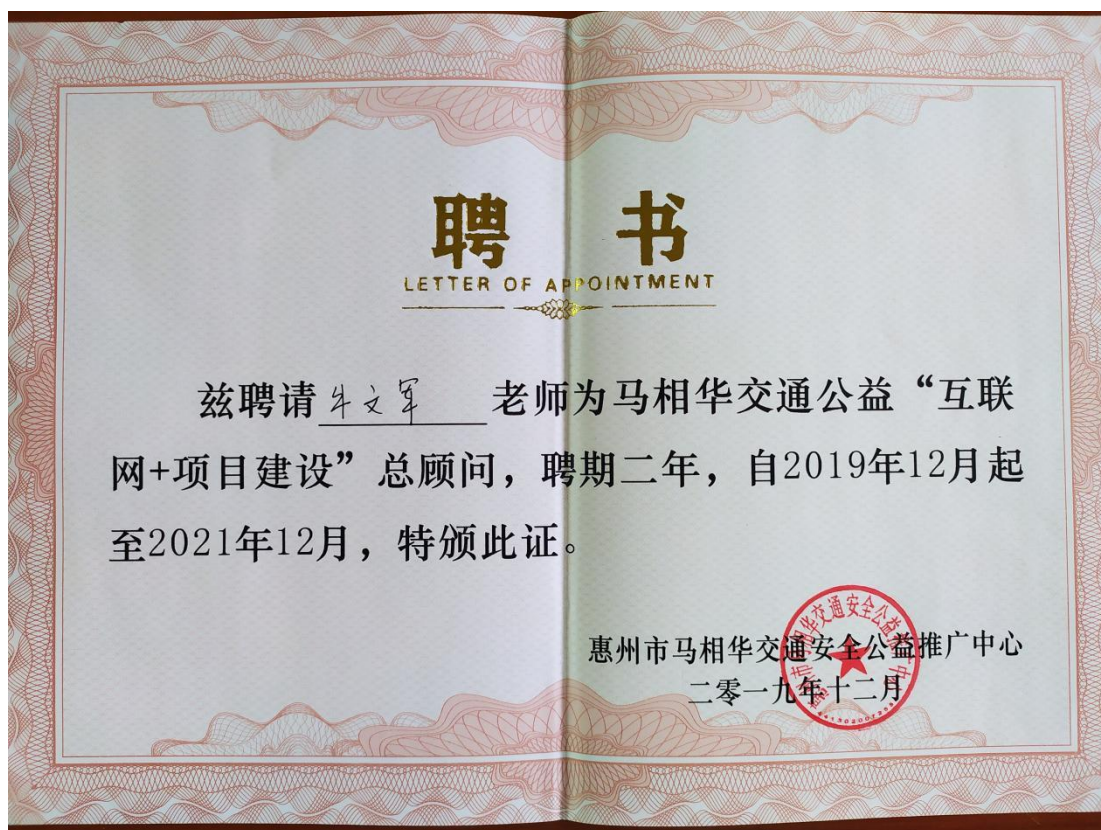 聘 书
LETTER OF APPOINTMENT
兹聘请 牛文军 老师为马相华交通公益“互联
网+项目建设”总顾问，聘期二年，自2019年12月起
至2021年12月，特颁此证。
惠州市马相华交通安全公益推广中心
二零一九年十二月